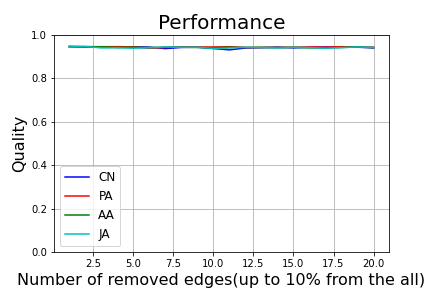 Performance
1.0
0.8
0.6
0.4
0.2
0.0
Quality
CN
PA
AA
JA
2.5 5.0 7.5 10.0 12.5 15.0 17.5 20.0
Number of removed edges(up to 10% from the all)